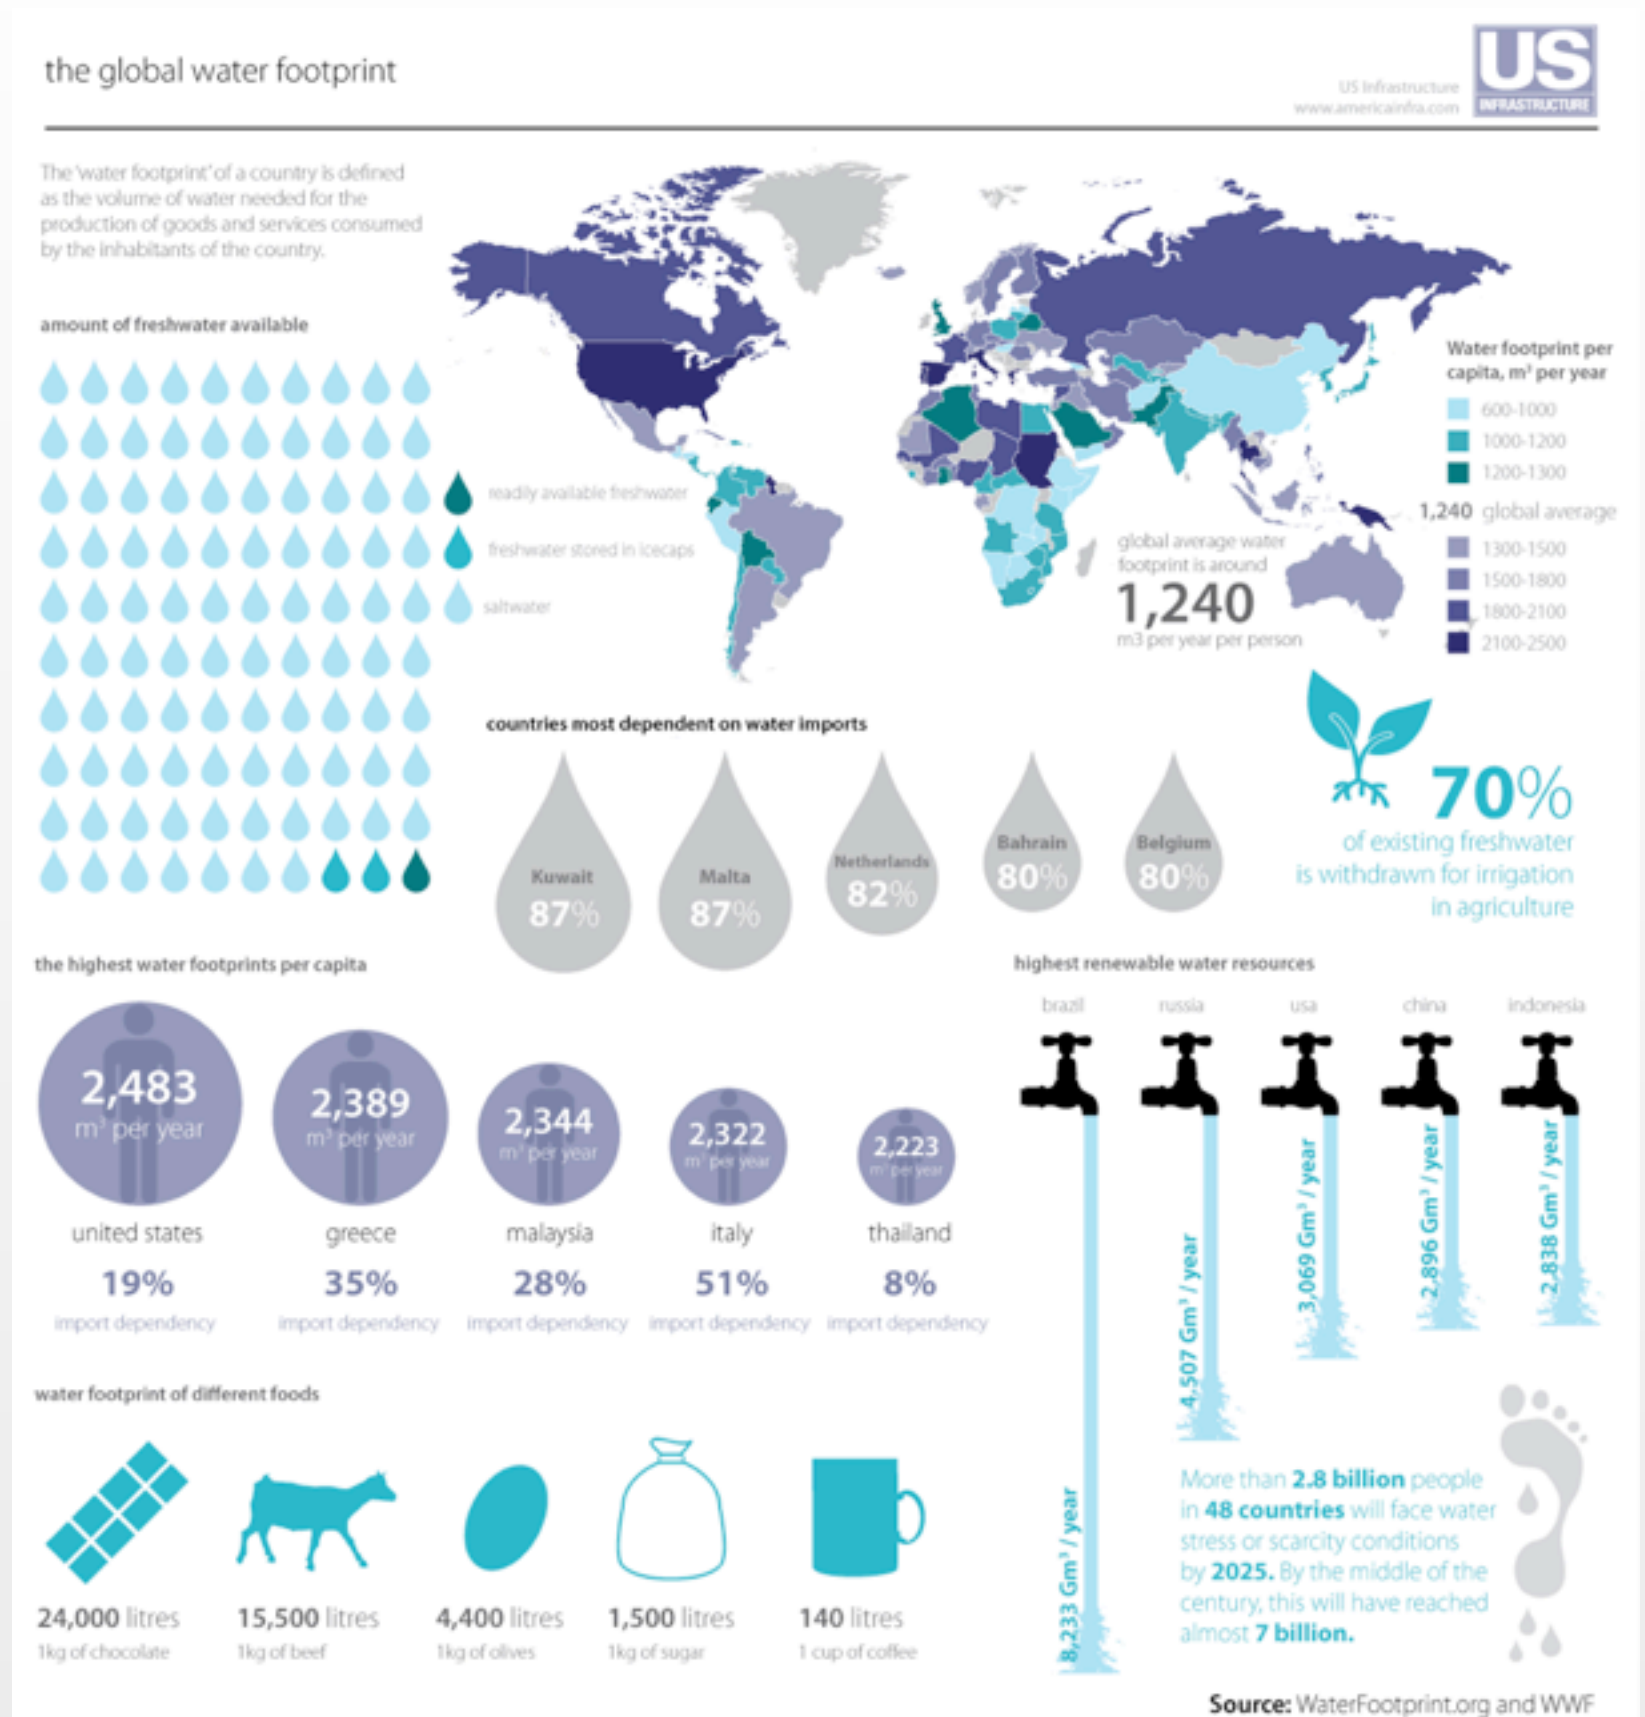 the global water footprint
US Infrastructure
www.americainfra.com
US
INFRASTRUCTURE
The 'water footprint' of a country is defined
as the volume of water needed for the
production of goods and services consumed
by the inhabitants of the country.
amount of freshwater available
readily available freshwater
freshwater stored in icecaps
saltwater
global average water
footprint is around
1,240
m3 per year per person
Water footprint per
capita, m³ per year
600-1000
1000-1200
1200-1300
1,240 global average
1300-1500
1500-1800
1800-2100
2100-2500
countries most dependent on water imports
Kuwait
87%
Malta
87%
Netherlands
82%
Bahrain
80%
Belgium
80%
70%
of existing freshwater
is withdrawn for irrigation
in agriculture
the highest water footprints per capita
2,483
m³ per year
united states
19%
import dependency
2,389
m³ per year
greece
35%
import dependency
2,344
m³ per year
malaysia
28%
import dependency
2,322
m³ per year
italy
51%
import dependency
2,223
m³ per year
thailand
8%
import dependency
highest renewable water resources
brazil
8,233 Gm³ / year
russia
4,507 Gm³ / year
usa
3,069 Gm³ / year
china
2,896 Gm³ / year
indonesia
2,838 Gm³ / year
water footprint of different foods
24,000 litres
1kg of chocolate
15,500 litres
1kg of beef
4,400 litres
1kg of olives
1,500 litres
1kg of sugar
140 litres
1 cup of coffee
More than 2.8 billion people
in 48 countries will face water
stress or scarcity conditions
by 2025. By the middle of the
century, this will have reached
almost 7 billion.
Source: WaterFootprint.org and WWF